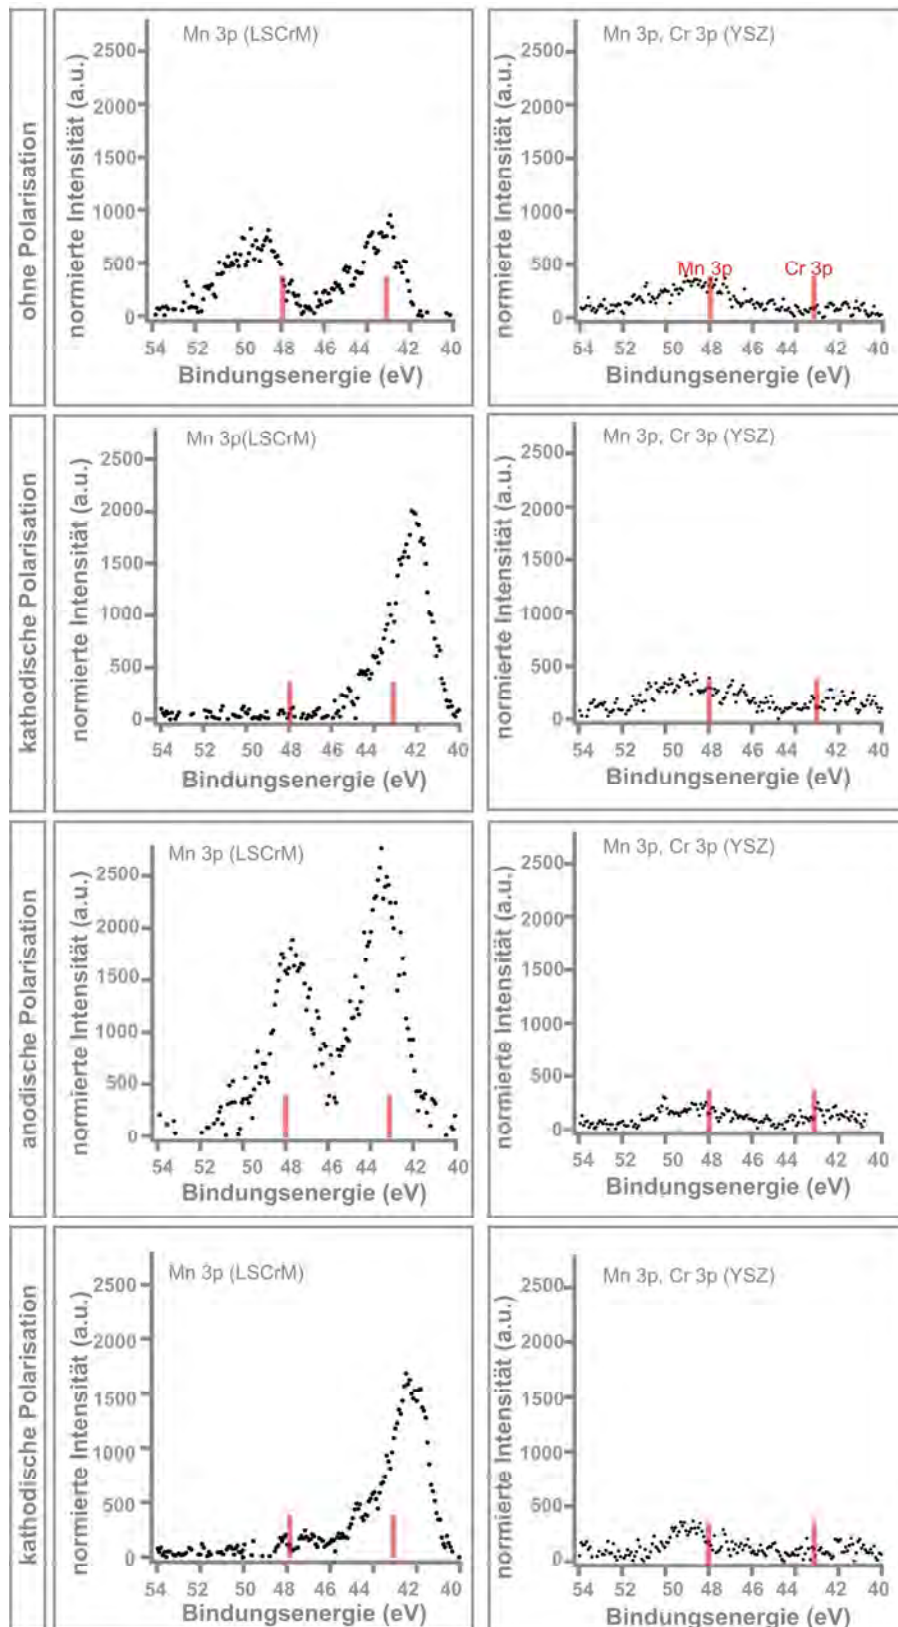 ohne Polarisation
normierte Intensität (a.u.)
Mn 3p (LSCrM)
2500
2000
1500
1000
500
0
54 52 50 48 46 44 42 40
Bindungsenergie (eV)
normierte Intensität (a.u.)
Mn 3p, Cr 3p (YSZ)
2500
2000
1500
1000
500
0
Mn 3p Cr 3p
54 52 50 48 46 44 42 40
Bindungsenergie (eV)
kathodische Polarisation
normierte Intensität (a.u.)
Mn 3p(LSCrM)
2500
2000
1500
1000
500
0
54 52 50 48 46 44 42 40
Bindungsenergie (eV)
normierte Intensität (a.u.)
Mn 3p, Cr 3p (YSZ)
2500
2000
1500
1000
500
0
54 52 50 48 46 44 42 40
Bindungsenergie (eV)
anodische Polarisation
normierte Intensität (a.u.)
Mn 3p (LSCrM)
2500
2000
1500
1000
500
0
54 52 50 48 46 44 42 40
Bindungsenergie (eV)
normierte Intensität (a.u.)
Mn 3p, Cr 3p (YSZ)
2500
2000
1500
1000
500
0
54 52 50 48 46 44 42 40
Bindungsenergie (eV)
kathodische Polarisation
normierte Intensität (a.u.)
Mn 3p (LSCrM)
2500
2000
1500
1000
500
0
54 52 50 48 46 44 42 40
Bindungsenergie (eV)
normierte Intensität (a.u.)
Mn 3p, Cr 3p (YSZ)
2500
2000
1500
1000
500
0
54 52 50 48 46 44 42 40
Bindungsenergie (eV)